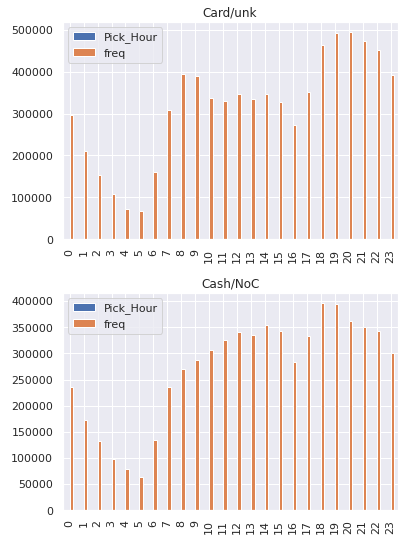 Card/unk
Pick_Hour
freq
500000
400000
300000
200000
100000
0
0 1 2 3 4 5 6 7 8 9 10 11 12 13 14 15 16 17 18 19 20 21 22 23
Cash/NoC
Pick_Hour
freq
400000
350000
300000
250000
200000
150000
100000
50000
0
0 1 2 3 4 5 6 7 8 9 10 11 12 13 14 15 16 17 18 19 20 21 22 23